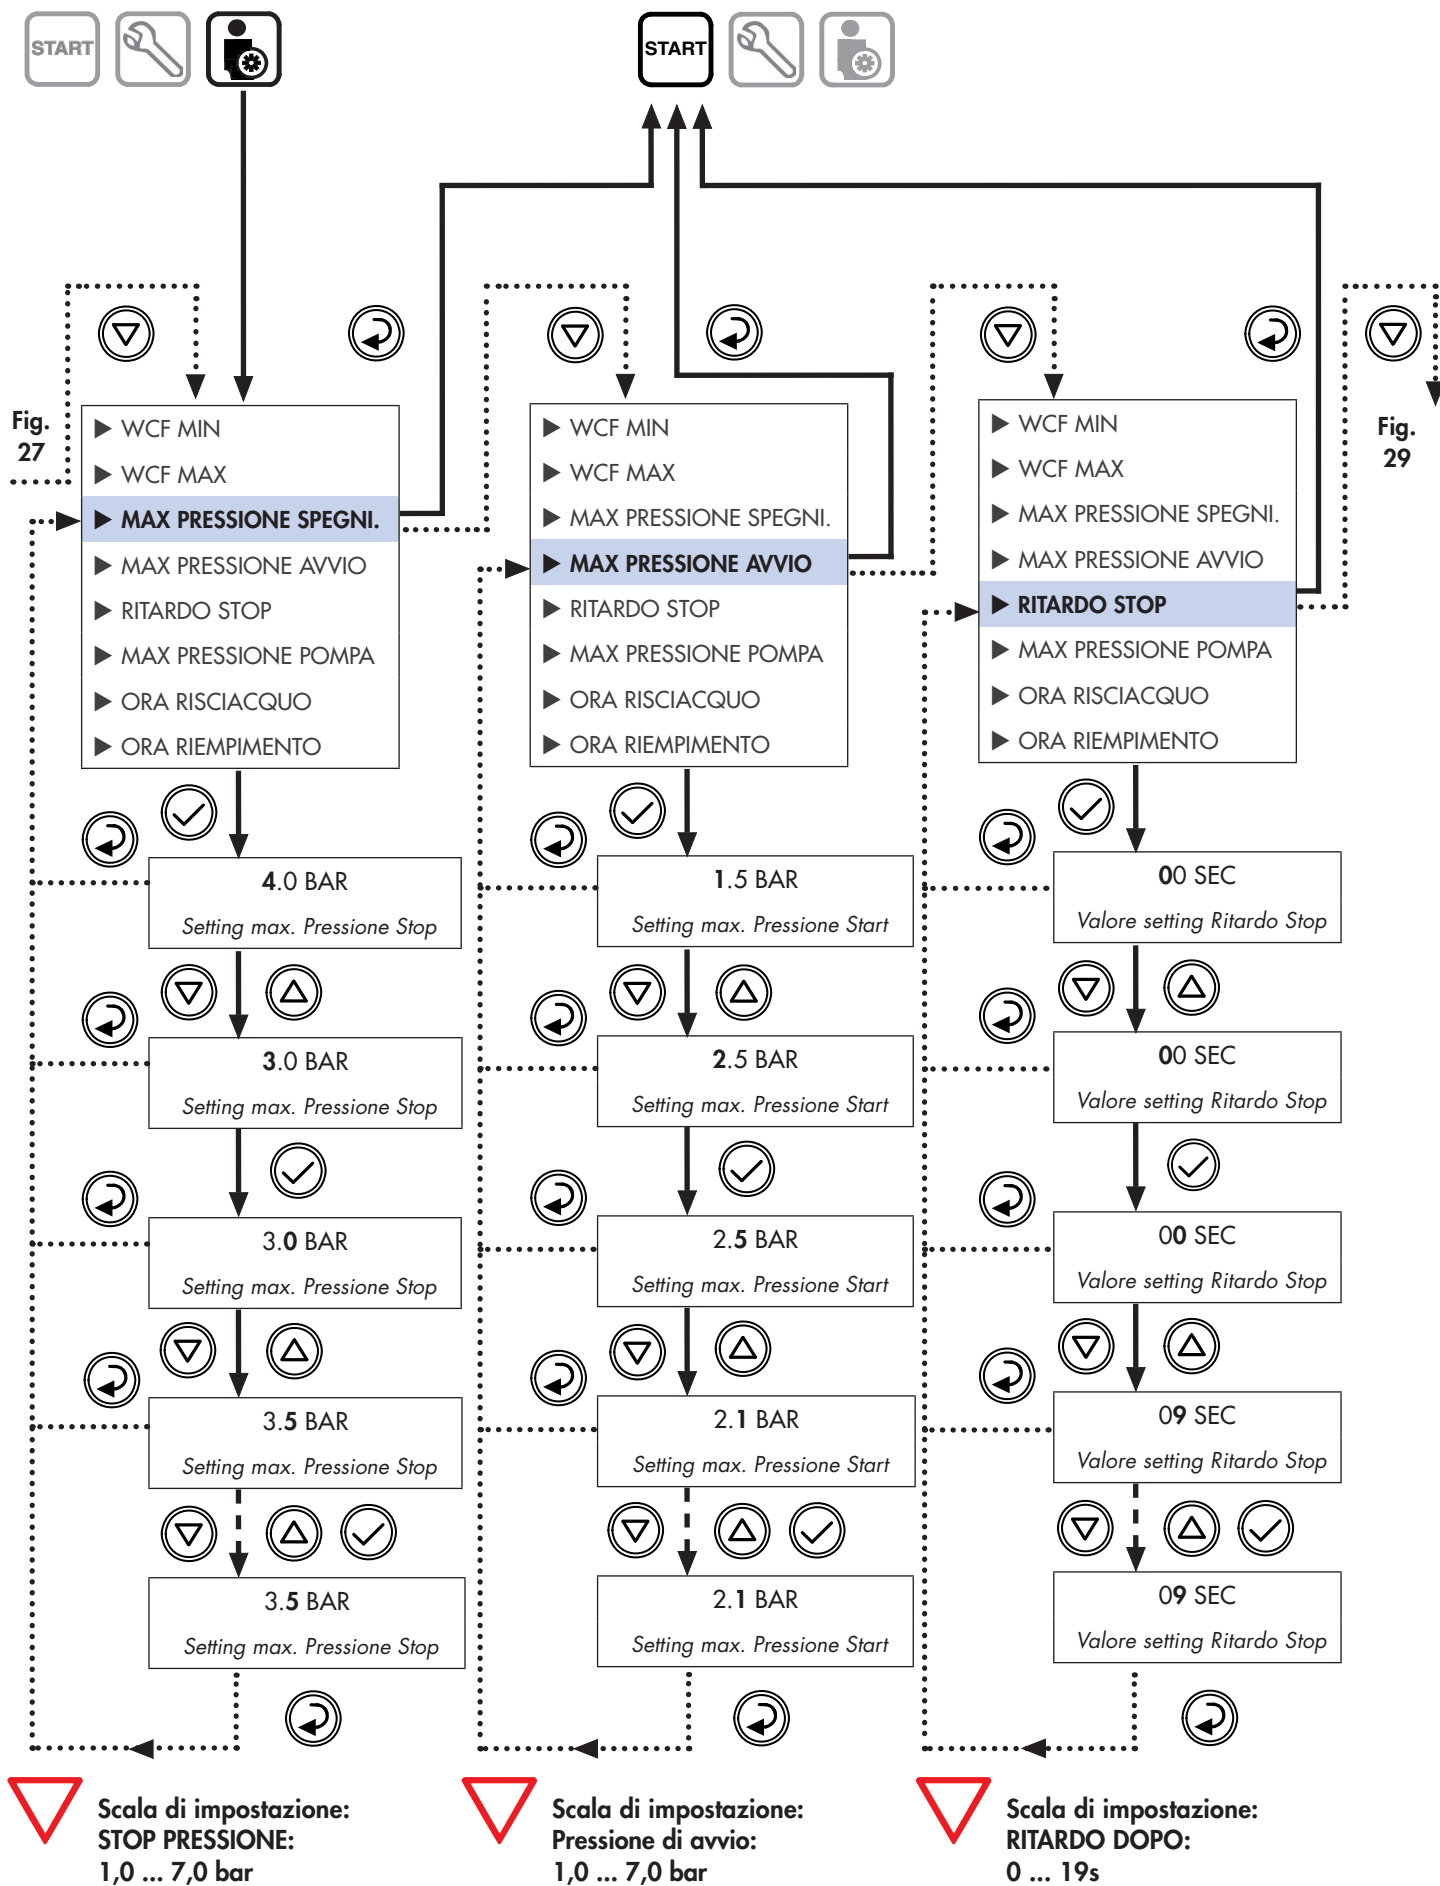 START
START
Fig.
27
▶ WCF MIN
▶ WCF MAX
▶ MAX PRESSIONE SPEGNI.
▶ MAX PRESSIONE AVVIO
▶ RITARDO STOP
▶ MAX PRESSIONE POMPA
▶ ORA RISCIACQUO
▶ ORA RIEMPIMENTO
4.0 BAR
Setting max. Pressione Stop
3.0 BAR
Setting max. Pressione Stop
3.0 BAR
Setting max. Pressione Stop
3.5 BAR
Setting max. Pressione Stop
3.5 BAR
Setting max. Pressione Stop
Scala di impostazione:
STOP PRESSIONE:
1,0 ... 7,0 bar
▶ WCF MIN
▶ WCF MAX
▶ MAX PRESSIONE SPEGNI.
▶ MAX PRESSIONE AVVIO
▶ RITARDO STOP
▶ MAX PRESSIONE POMPA
▶ ORA RISCIACQUO
▶ ORA RIEMPIMENTO
1.5 BAR
Setting max. Pressione Start
2.5 BAR
Setting max. Pressione Start
2.5 BAR
Setting max. Pressione Start
2.1 BAR
Setting max. Pressione Start
2.1 BAR
Setting max. Pressione Start
Scala di impostazione:
Pressione di avvio:
1,0 ... 7,0 bar
▶ WCF MIN
▶ WCF MAX
▶ MAX PRESSIONE SPEGNI.
▶ MAX PRESSIONE AVVIO
▶ RITARDO STOP
▶ MAX PRESSIONE POMPA
▶ ORA RISCIACQUO
▶ ORA RIEMPIMENTO
00 SEC
Valore setting Ritardo Stop
00 SEC
Valore setting Ritardo Stop
00 SEC
Valore setting Ritardo Stop
09 SEC
Valore setting Ritardo Stop
09 SEC
Valore setting Ritardo Stop
Scala di impostazione:
RITARDO DOPO:
0 ... 19s
Fig.
29